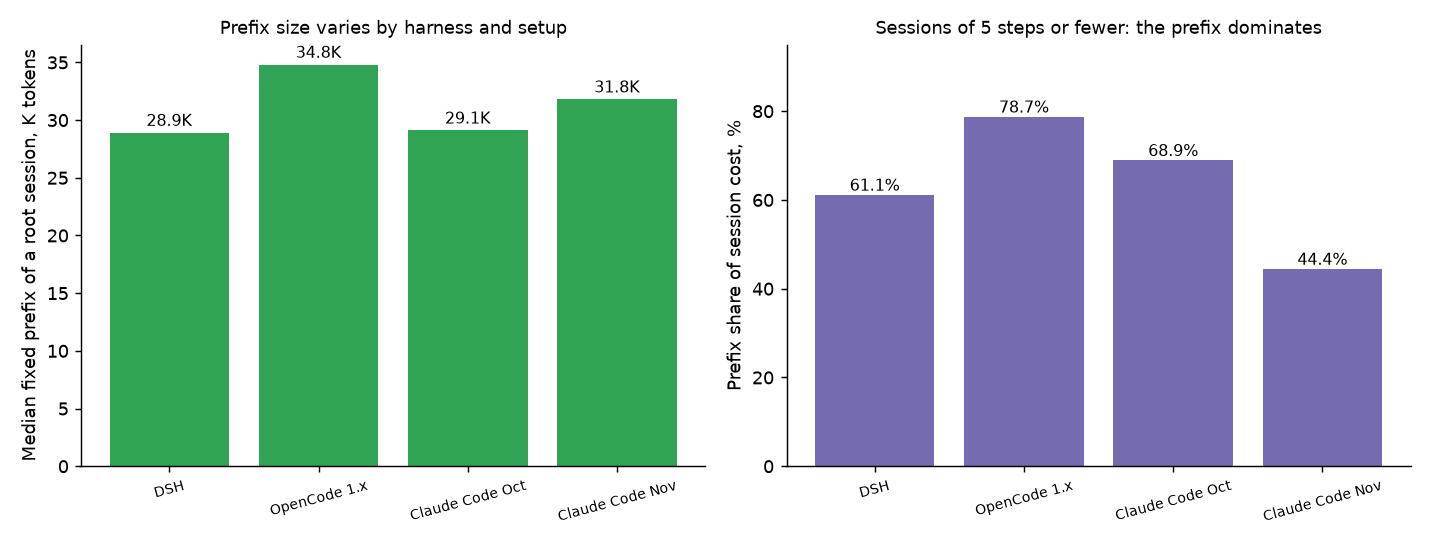 Prefix size varies by harness and setup
Median fixed prefix of a root session, K tokens
35
30
25
20
15
10
5
0
28.9K
34.8K
29.1K
31.8K
DSH
OpenCode 1.x
Claude Code Oct
Claude Code Nov
Sessions of 5 steps or fewer: the prefix dominates
Prefix share of session cost, %
80
60
40
20
0
61.1%
78.7%
68.9%
44.4%
DSH
OpenCode 1.x
Claude Code Oct
Claude Code Nov